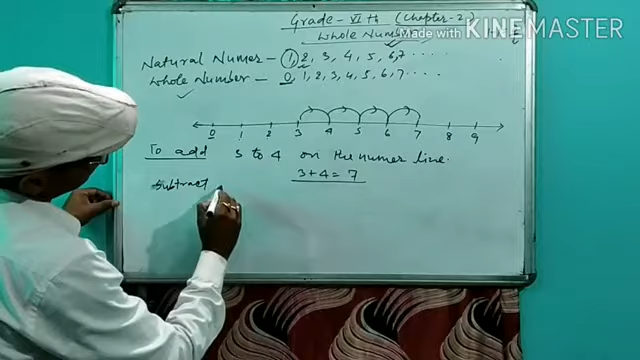 Grade - VI th (Chapter-2)
Whole Number
Made with KINEMASTER
Natural Numer - 1, 2, 3, 4, 5, 6, 7 ....
Whole Number - 0, 1, 2, 3, 4, 5, 6, 7 ....
0 1 2 3 4 5 6 7 8 9
To add 3 to 4 on the numer line.
3+4=7
Subtract